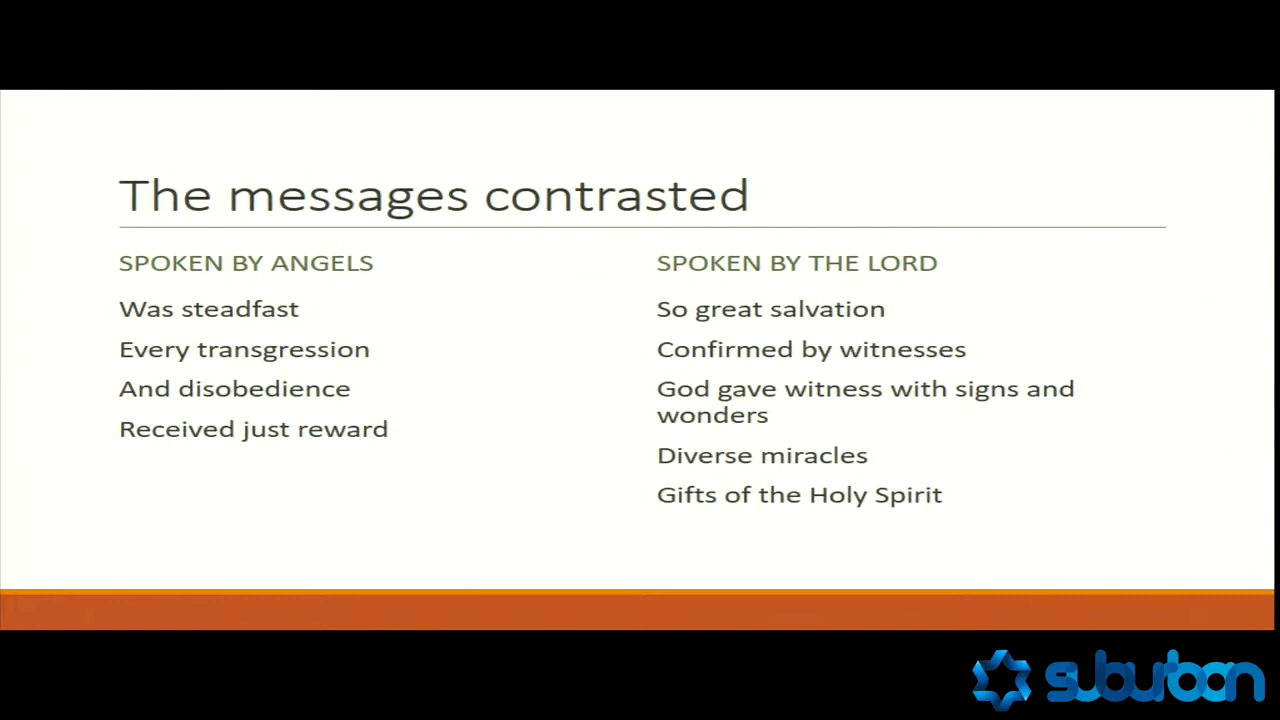 The messages contrasted
SPOKEN BY ANGELS
Was steadfast
Every transgression
And disobedience
Received just reward
SPOKEN BY THE LORD
So great salvation
Confirmed by witnesses
God gave witness with signs and
wonders
Diverse miracles
Gifts of the Holy Spirit
suburban